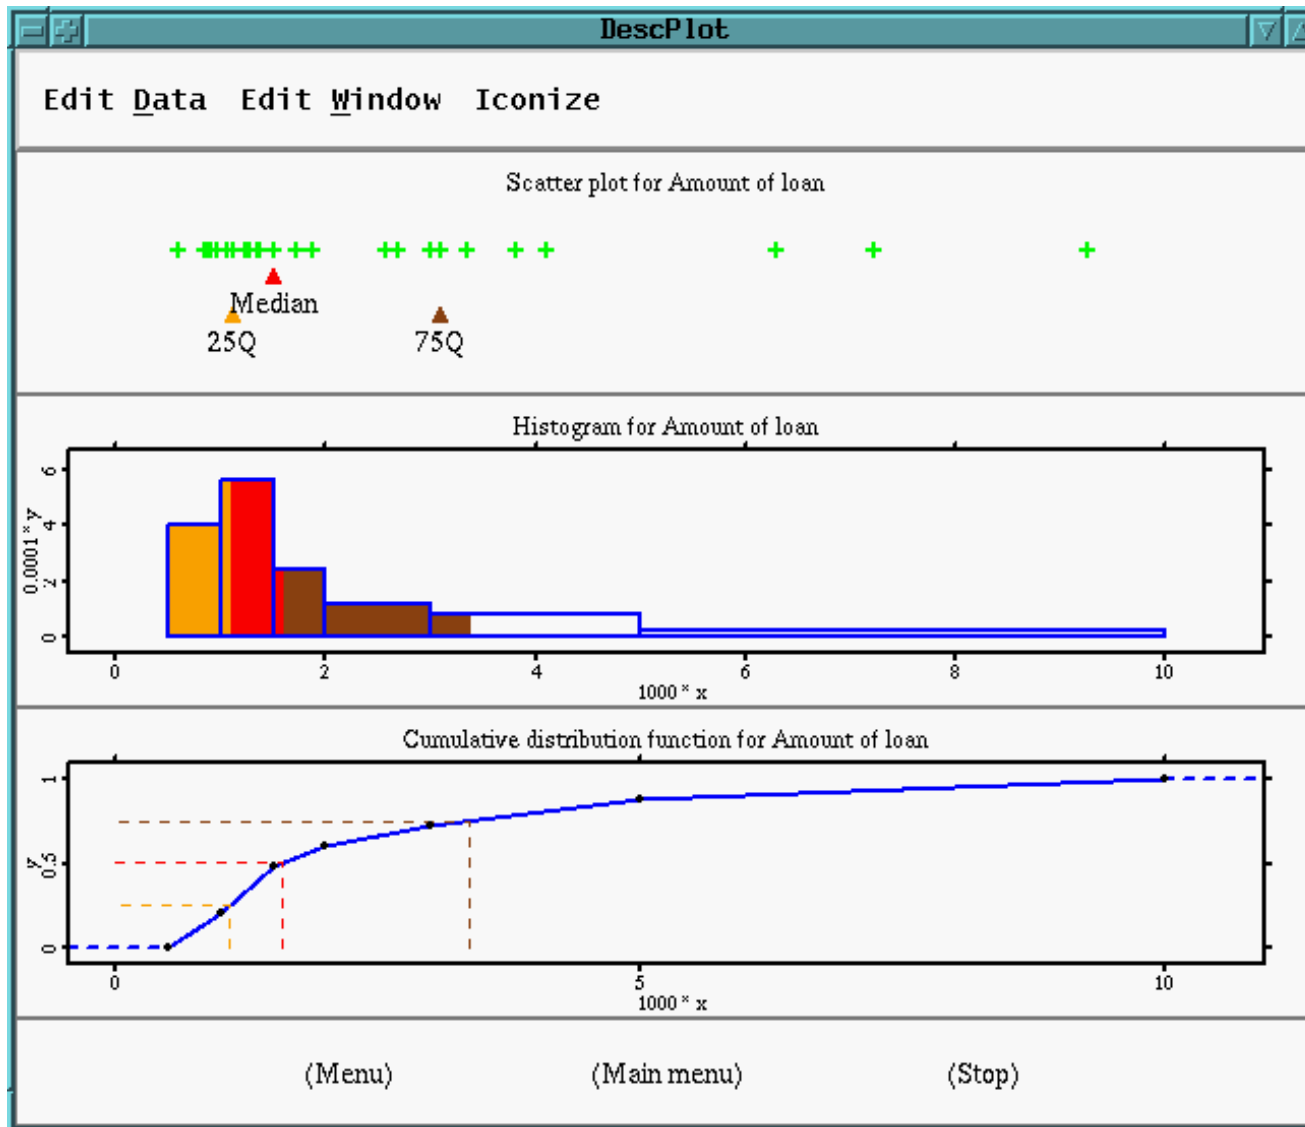 DescPlot
Edit Data Edit Window Iconize
Scatter plot for Amount of loan
Median
25Q 75Q
Histogram for Amount of loan
0.0001 * y
6
4
2
0
0 2 4 6 8 10
1000 * x
Cumulative distribution function for Amount of loan
y
1
0.5
0
0 5 10
1000 * x
(Menu) (Main menu) (Stop)